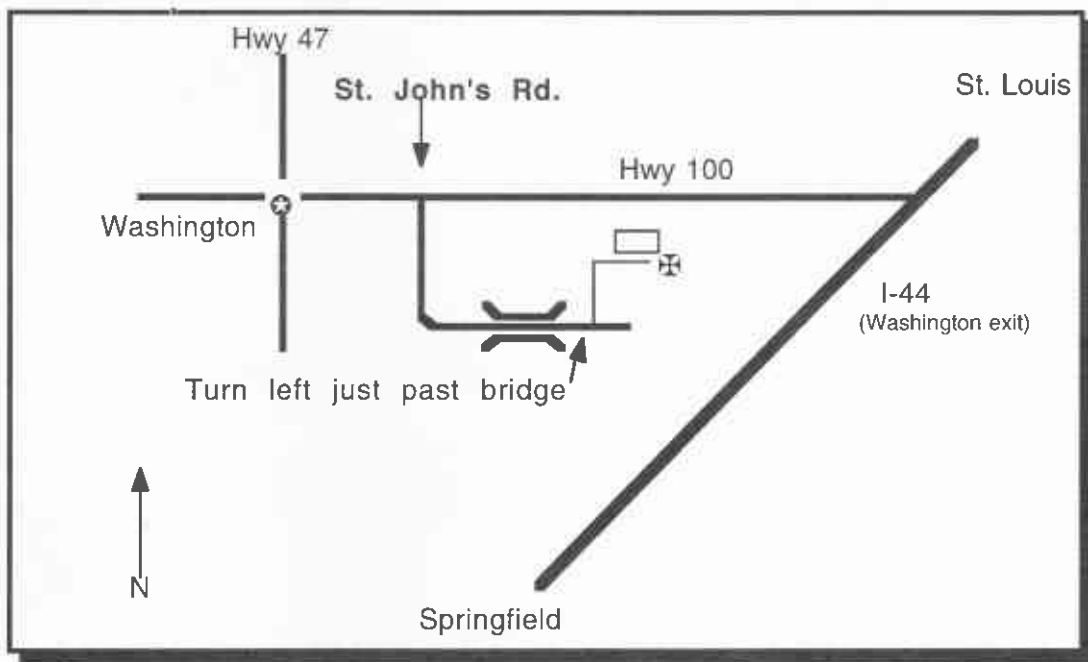 Hwy 47
St. John's Rd.
St. Louis
Hwy 100
Washington
I-44
(Washington exit)
Turn left just past bridge
N
Springfield